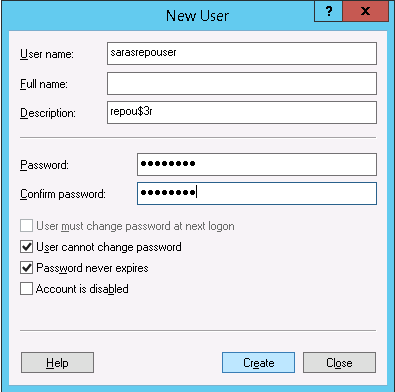 New User
? x
User name: sarasrepouser
Full name:
Description: repou$3r
Password: ●●●●●●●●
Confirm password: ●●●●●●●●
User must change password at next logon
User cannot change password
Password never expires
Account is disabled
Help Create Close